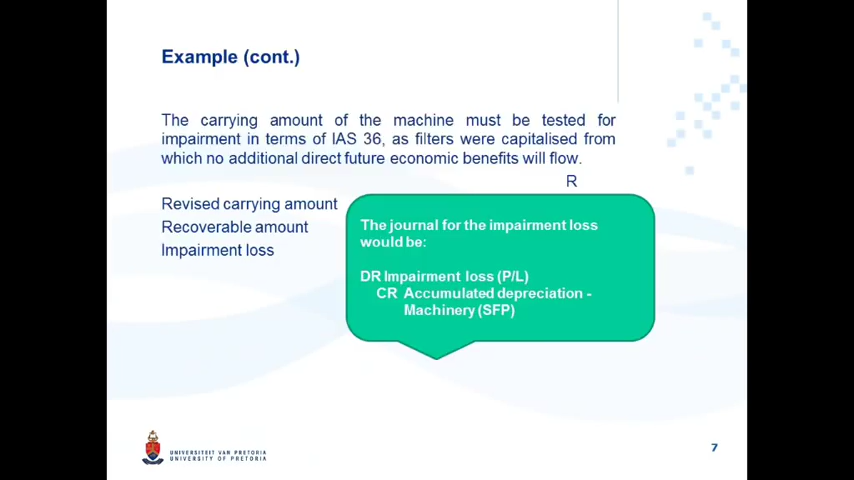 Example (cont.)
The carrying amount of the machine must be tested for
impairment in terms of IAS 36, as filters were capitalised from
which no additional direct future economic benefits will flow.
R
Revised carrying amount
Recoverable amount
Impairment loss
The journal for the impairment loss
would be:
DR Impairment loss (P/L)
CR Accumulated depreciation -
Machinery (SFP)
UNIVERSITEIT VAN PRETORIA
UNIVERSITY OF PRETORIA
7